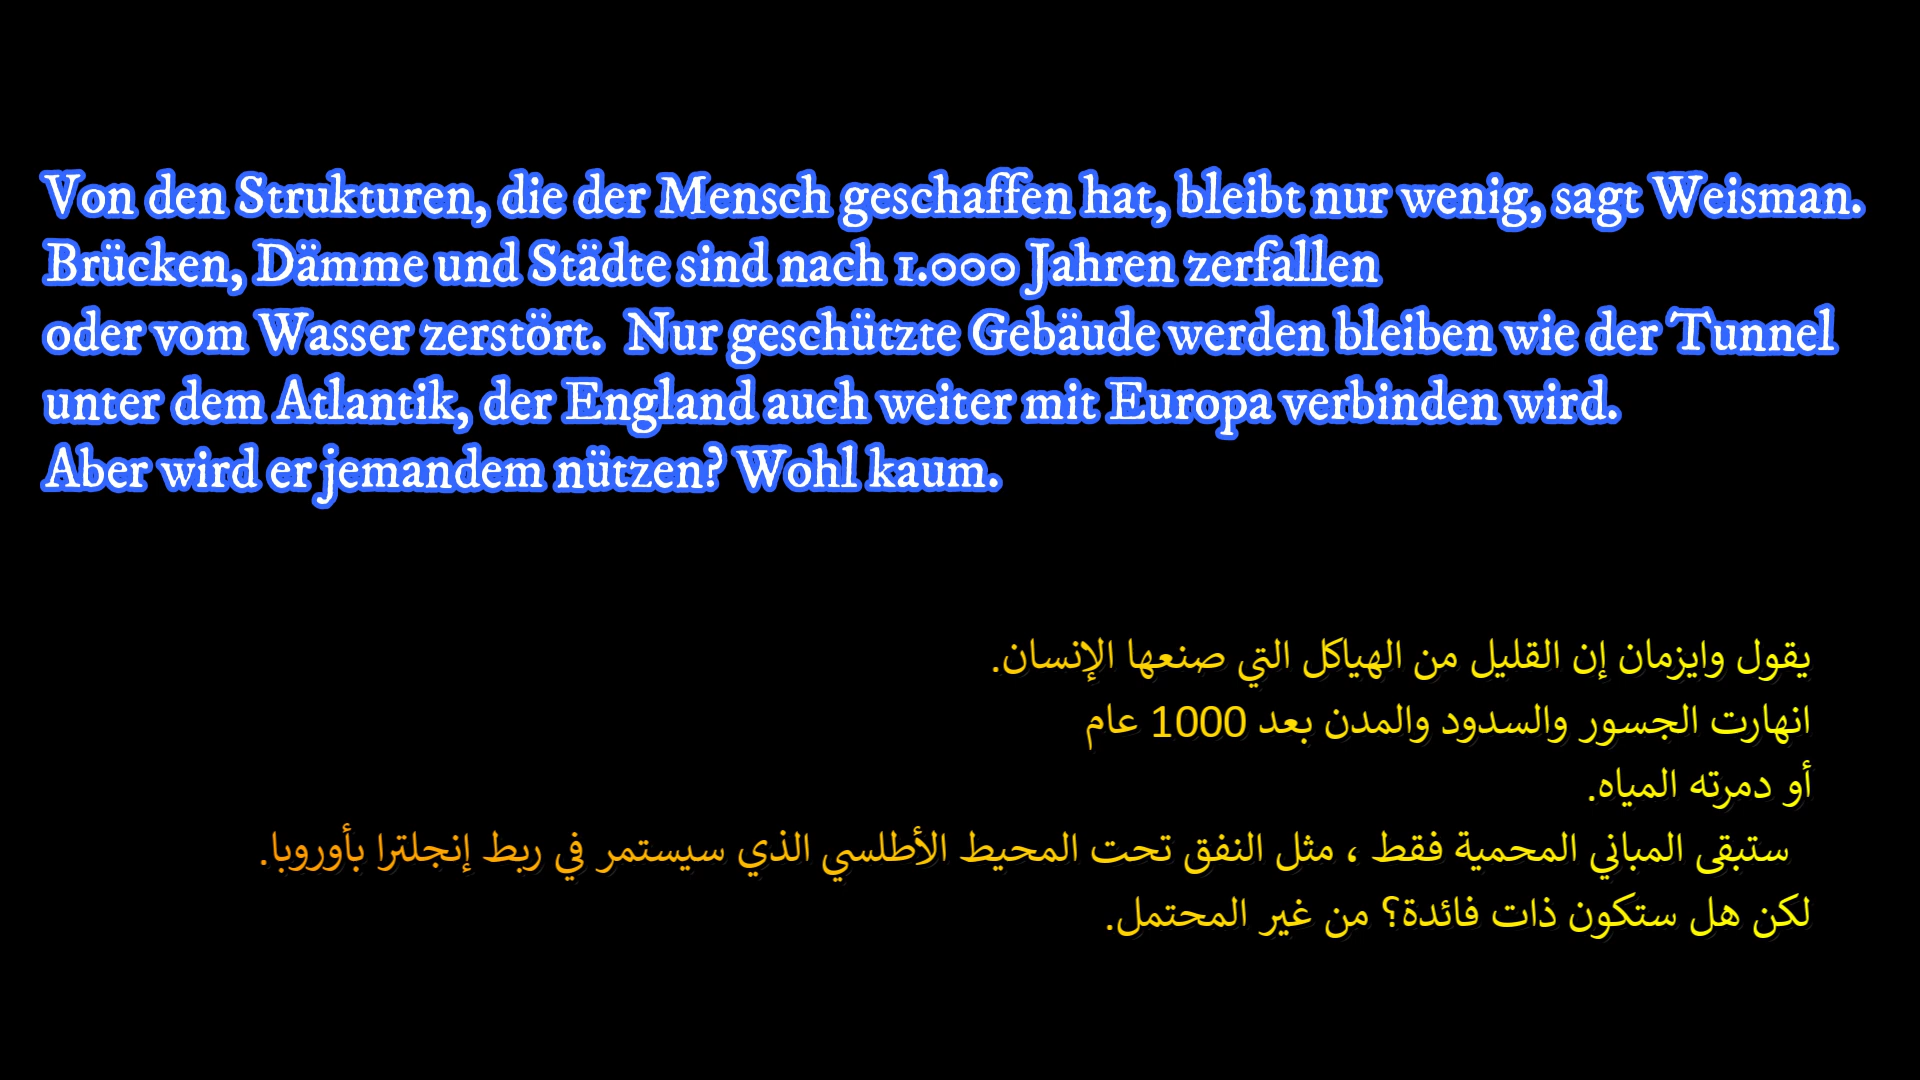 Von den Strukturen, die der Mensch geschaffen hat, bleibt nur wenig, sagt Weisman.
Brücken, Dämme und Städte sind nach 1.000 Jahren zerfallen
oder vom Wasser zerstört. Nur geschützte Gebäude werden bleiben wie der Tunnel
unter dem Atlantik, der England auch weiter mit Europa verbinden wird.
Aber wird er jemandem nützen? Wohl kaum.
يقول وايزمان إن القليل من الهياكل التي صنعها الإنسان.
انهارت الجسور والسدود والمدن بعد 1000 عام
أو دمرته المياه.
ستبقى المباني المحمية فقط ، مثل النفق تحت المحيط الأطلسي الذي سيستمر في ربط إنجلترا بأوروبا.
لكن هل ستكون ذات فائدة؟ من غير المحتمل.